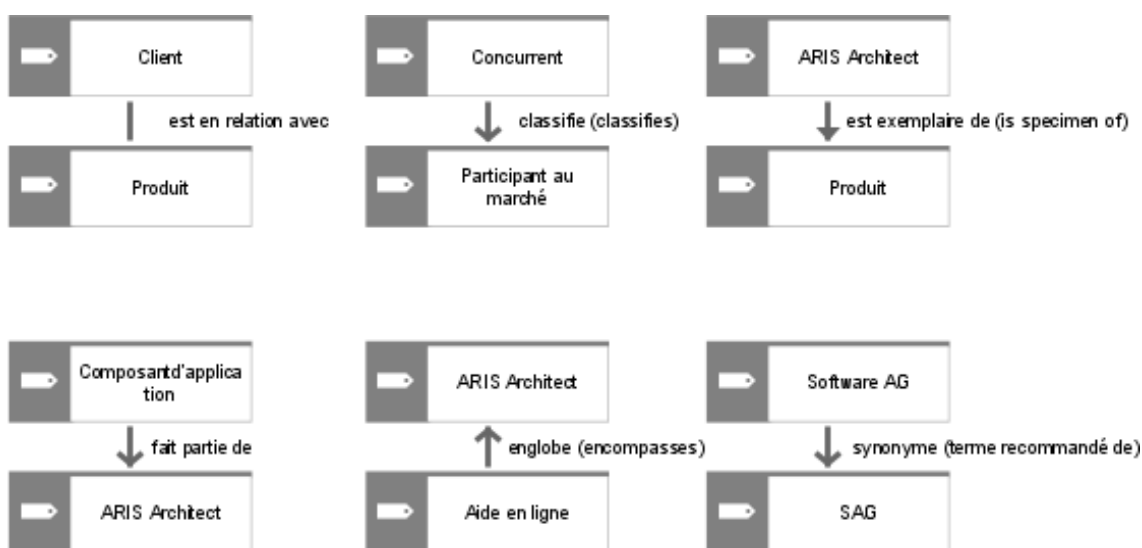 Client
Concurrent
ARIS Architect
est en relation avec
classifie (classifies)
est exemplaire de (is specimen of)
Produit
Participant au
marché
Produit
Composantd'applica
tion
ARIS Architect
Software AG
fait partie de
englobe (encompasses)
synonyme (terme recommandé de)
ARIS Architect
Aide en ligne
SAG